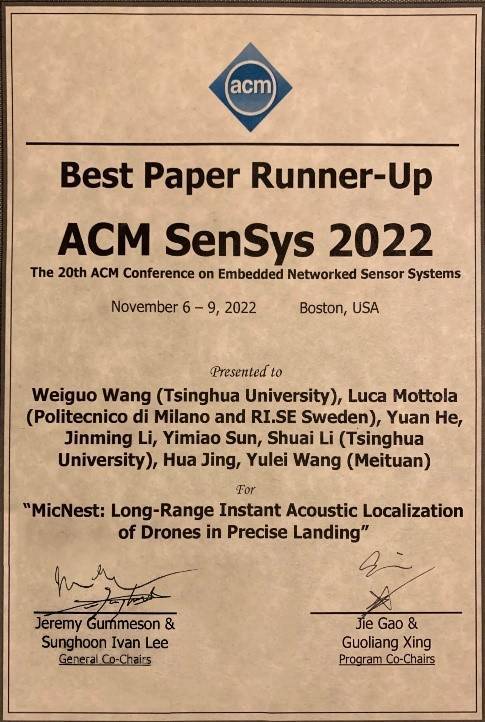 acm
Best Paper Runner-Up
ACM SenSys 2022
The 20th ACM Conference on Embedded Networked Sensor Systems
November 6 – 9, 2022 Boston, USA
Presented to
Weiguo Wang (Tsinghua University), Luca Mottola
(Politecnico di Milano and RI.SE Sweden), Yuan He,
Jinming Li, Yimiao Sun, Shuai Li (Tsinghua
University), Hua Jing, Yulei Wang (Meituan)
For
“MicNest: Long-Range Instant Acoustic Localization
of Drones in Precise Landing”
Jeremy Gummeson &
Sunghoon Ivan Lee
General Co-Chairs
Jie Gao &
Guoliang Xing
Program Co-Chairs